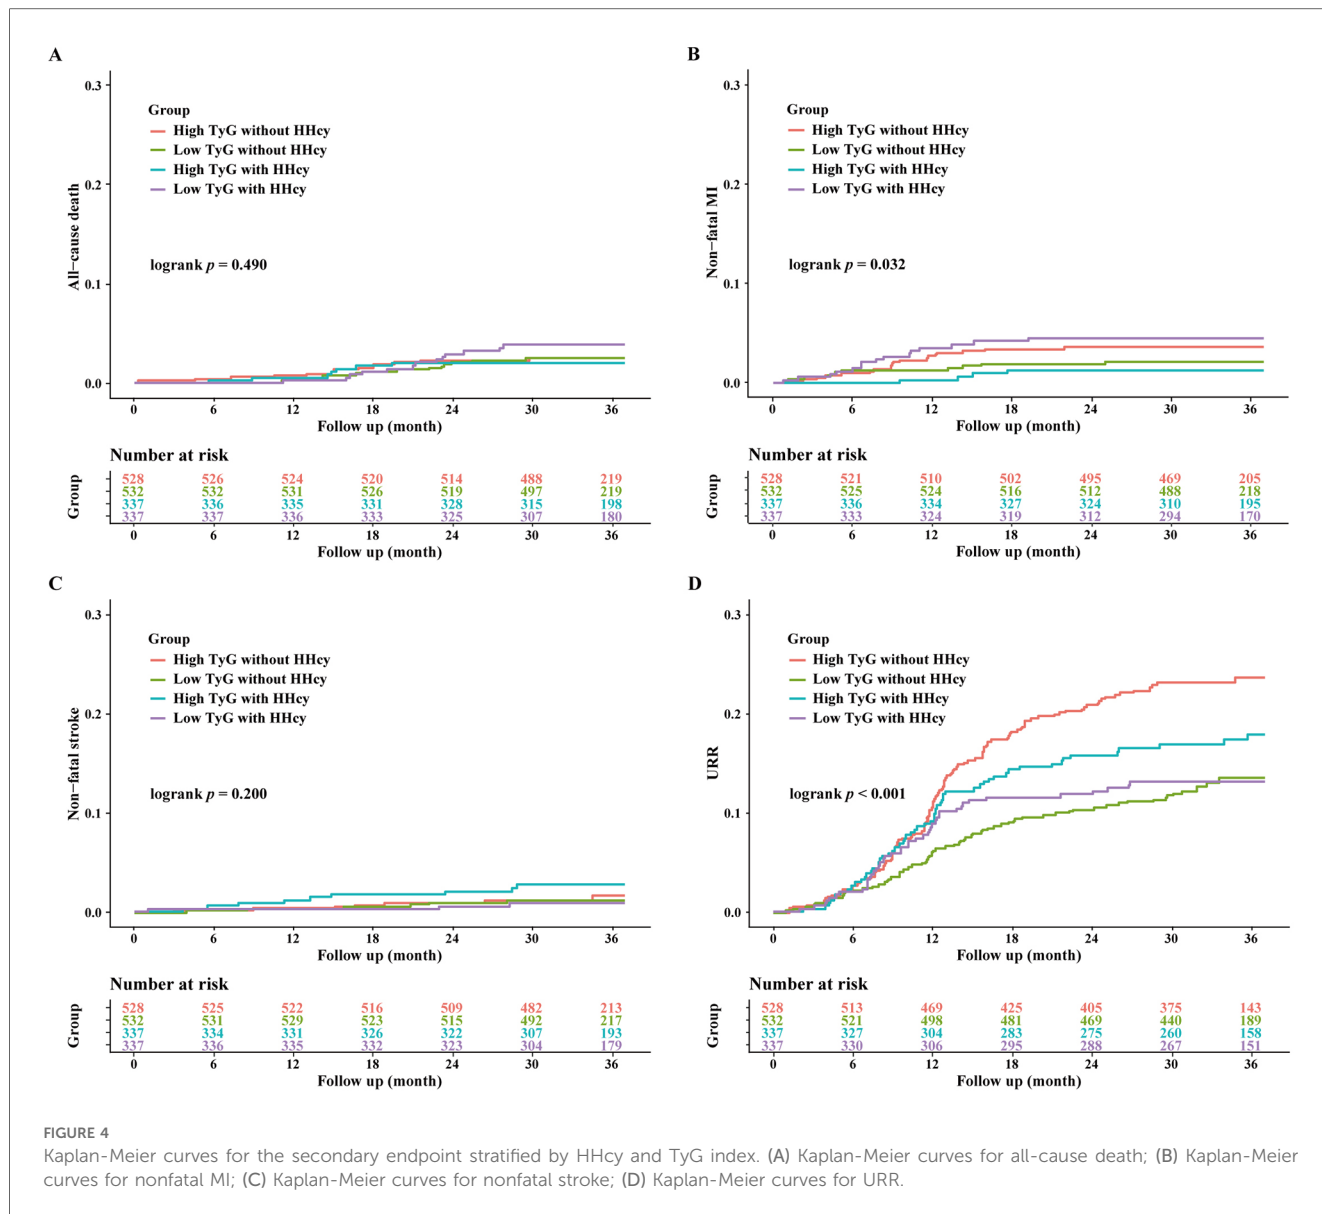 A
0.3
0.2
0.1
0.0
All-cause death
Group
High TyG without HHcy
Low TyG without HHcy
High TyG with HHcy
Low TyG with HHcy
logrank p = 0.490
0 6 12 18 24 30 36
Follow up (month)
Number at risk
Group
528 526 524 520 514 488 219
532 532 531 526 519 497 219
337 336 335 331 328 315 198
337 337 336 333 325 307 180
0 6 12 18 24 30 36
Follow up (month)
B
0.3
0.2
0.1
0.0
Non-fatal MI
Group
High TyG without HHcy
Low TyG without HHcy
High TyG with HHcy
Low TyG with HHcy
logrank p = 0.032
0 6 12 18 24 30 36
Follow up (month)
Number at risk
Group
528 521 510 502 495 469 205
532 525 524 516 512 488 218
337 336 334 327 324 310 195
337 333 324 319 312 294 170
0 6 12 18 24 30 36
Follow up (month)
C
0.3
0.2
0.1
0.0
Non-fatal stroke
Group
High TyG without HHcy
Low TyG without HHcy
High TyG with HHcy
Low TyG with HHcy
logrank p = 0.200
0 6 12 18 24 30 36
Follow up (month)
Number at risk
Group
528 525 522 516 509 482 213
532 531 529 523 515 492 217
337 334 331 326 322 307 193
337 336 335 332 323 304 179
0 6 12 18 24 30 36
Follow up (month)
D
0.3
0.2
0.1
0.0
URR
Group
High TyG without HHcy
Low TyG without HHcy
High TyG with HHcy
Low TyG with HHcy
logrank p < 0.001
0 6 12 18 24 30 36
Follow up (month)
Number at risk
Group
528 513 469 425 405 375 143
532 521 498 481 469 440 189
337 327 304 283 275 260 158
337 330 306 295 288 267 151
0 6 12 18 24 30 36
Follow up (month)
FIGURE 4
Kaplan-Meier curves for the secondary endpoint stratified by HHcy and TyG index. (A) Kaplan-Meier curves for all-cause death; (B) Kaplan-Meier
curves for nonfatal MI; (C) Kaplan-Meier curves for nonfatal stroke; (D) Kaplan-Meier curves for URR.